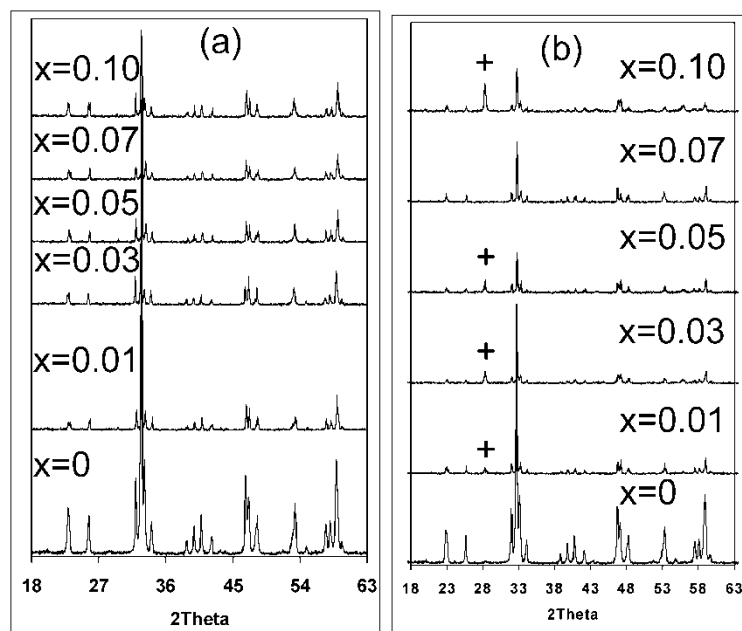 (a)
x=0.10
x=0.07
x=0.05
x=0.03
x=0.01
x=0
18 27 36 45 54 63
2Theta
(b)
+ x=0.10
x=0.07
+ x=0.05
+ x=0.03
+ x=0.01
x=0
18 23 28 33 38 43 48 53 58 63
2Theta